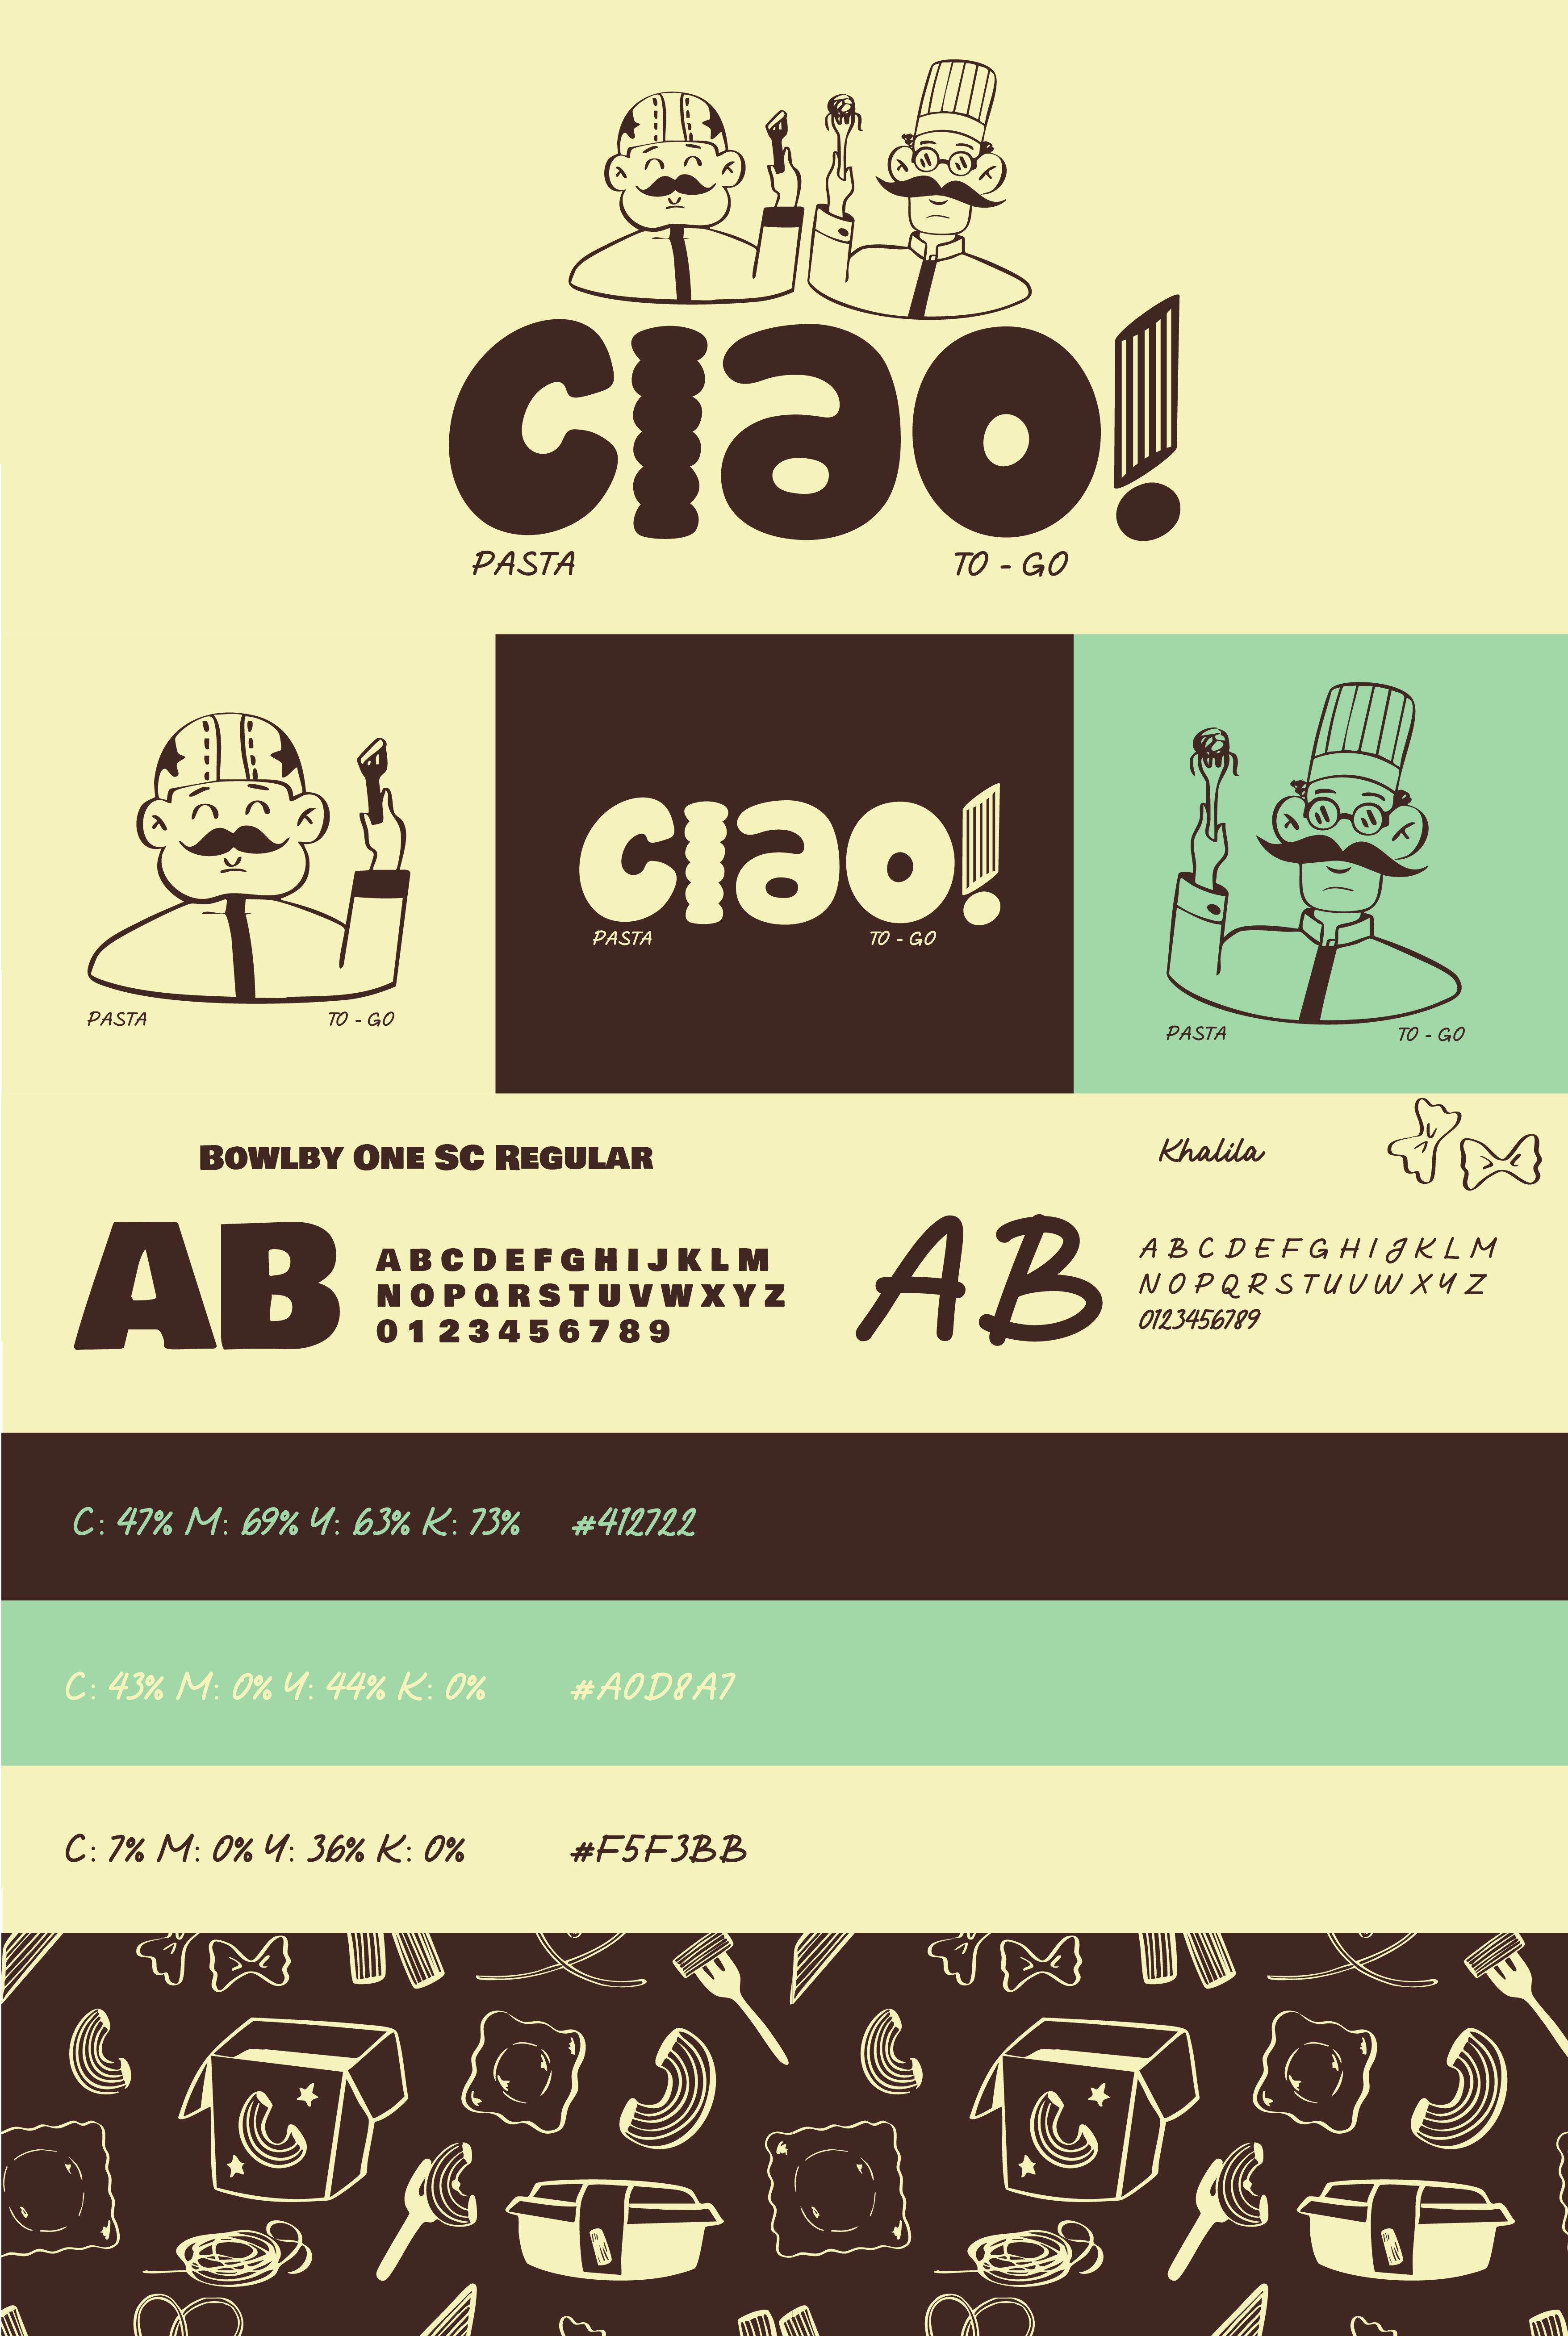 ciao!
PASTA TO - GO
PASTA TO - GO
ciao!
PASTA TO - GO
PASTA TO - GO
BOWLBY ONE SC REGULAR
AB
ABCDEFGHIJKLM
NOPQRSTUVWXYZ
0123456789
Khalila
AB
ABCDEFGHIJKLM
NOPQRSTUVWXYZ
0123456789
C: 47% M: 69% Y: 63% K: 73% #412722
C: 43% M: 0% Y: 44% K: 0% #A0D8A7
C: 7% M: 0% Y: 36% K: 0% #F5F3BB